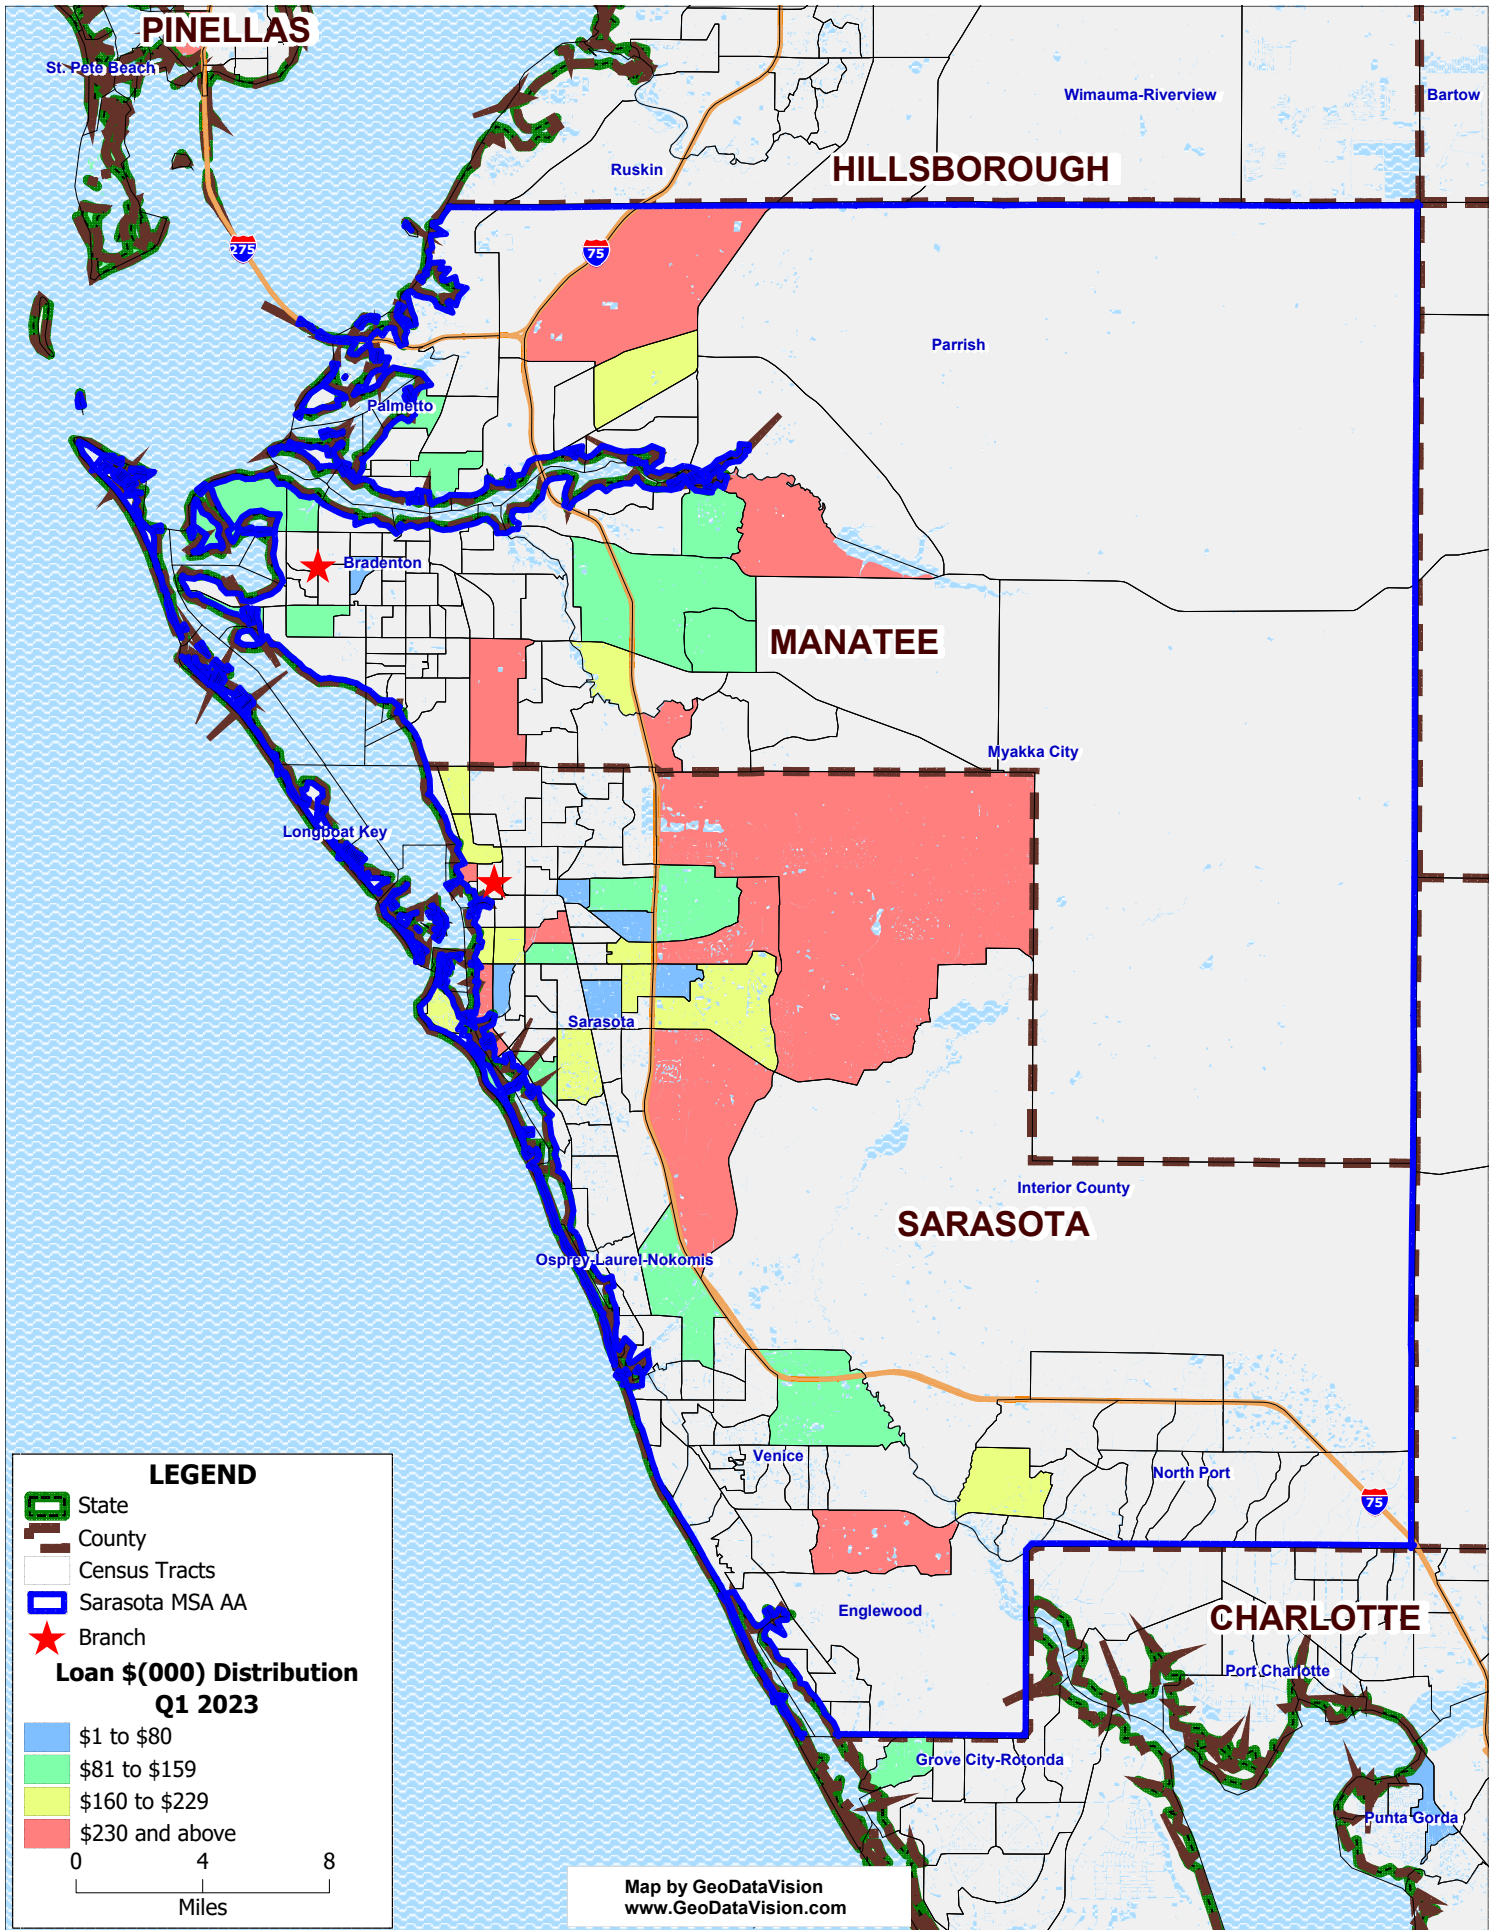 PINELLAS
St. Pete Beach
Wimauma-Riverview
Bartow
Ruskin
HILLSBOROUGH
275
75
Parrish
Palmetto
Bradenton
MANATEE
Myakka City
Longboat Key
Sarasota
Interior County
SARASOTA
Osprey-Laurel-Nokomis
Venice
North Port
75
Englewood
CHARLOTTE
Port Charlotte
Grove City-Rotonda
Punta Gorda
LEGEND
State
County
Census Tracts
Sarasota MSA AA
Branch
Loan $(000) Distribution
Q1 2023
$1 to $80
$81 to $159
$160 to $229
$230 and above
0 4 8
Miles
Map by GeoDataVision
www.GeoDataVision.com